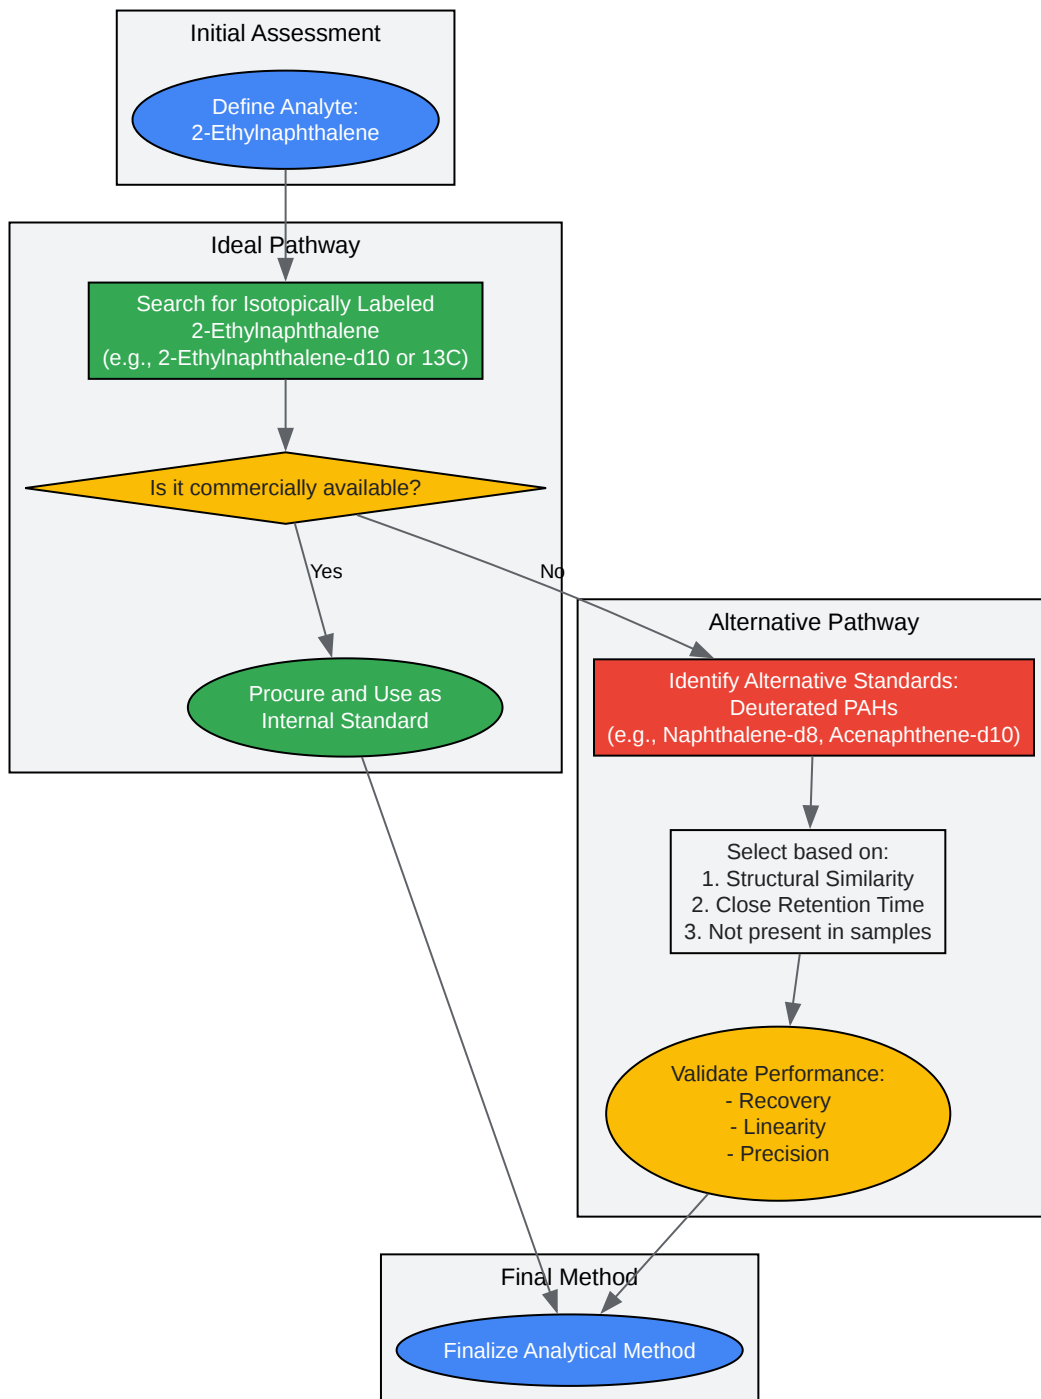 Initial Assessment
Define Analyte:
2-Ethylnaphthalene
Ideal Pathway
Search for Isotopically Labeled
2-Ethylnaphthalene
(e.g., 2-Ethylnaphthalene-d10 or 13C)
Is it commercially available?
Yes
No
Procure and Use as
Internal Standard
Alternative Pathway
Identify Alternative Standards:
Deuterated PAHs
(e.g., Naphthalene-d8, Acenaphthene-d10)
Select based on:
1. Structural Similarity
2. Close Retention Time
3. Not present in samples
Validate Performance:
- Recovery
- Linearity
- Precision
Final Method
Finalize Analytical Method